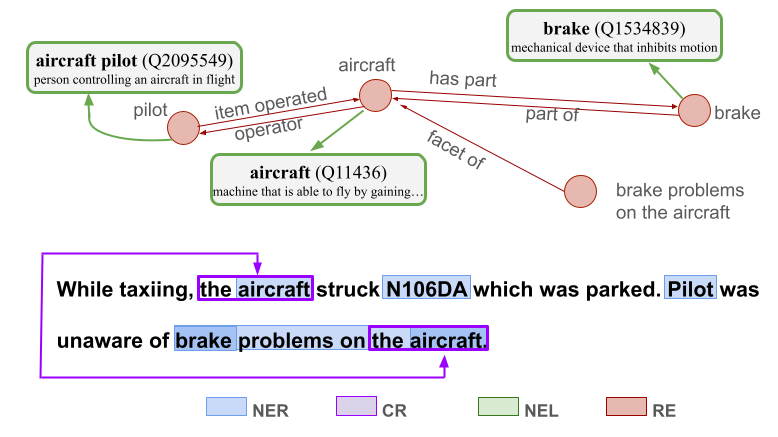 brake (Q1534839)
mechanical device that inhibits motion
aircraft pilot (Q2095549)
person controlling an aircraft in flight
aircraft
has part
pilot
item operated
operator
part of
brake
facet of
aircraft (Q11436)
machine that is able to fly by gaining…
brake problems
on the aircraft
While taxiing, the aircraft struck N106DA which was parked. Pilot was
unaware of brake problems on the aircraft.
NER
CR
NEL
RE